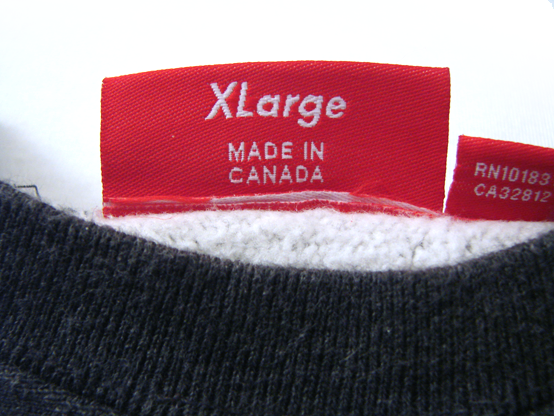 XLarge
MADE IN
CANADA
RN10183
CA32812